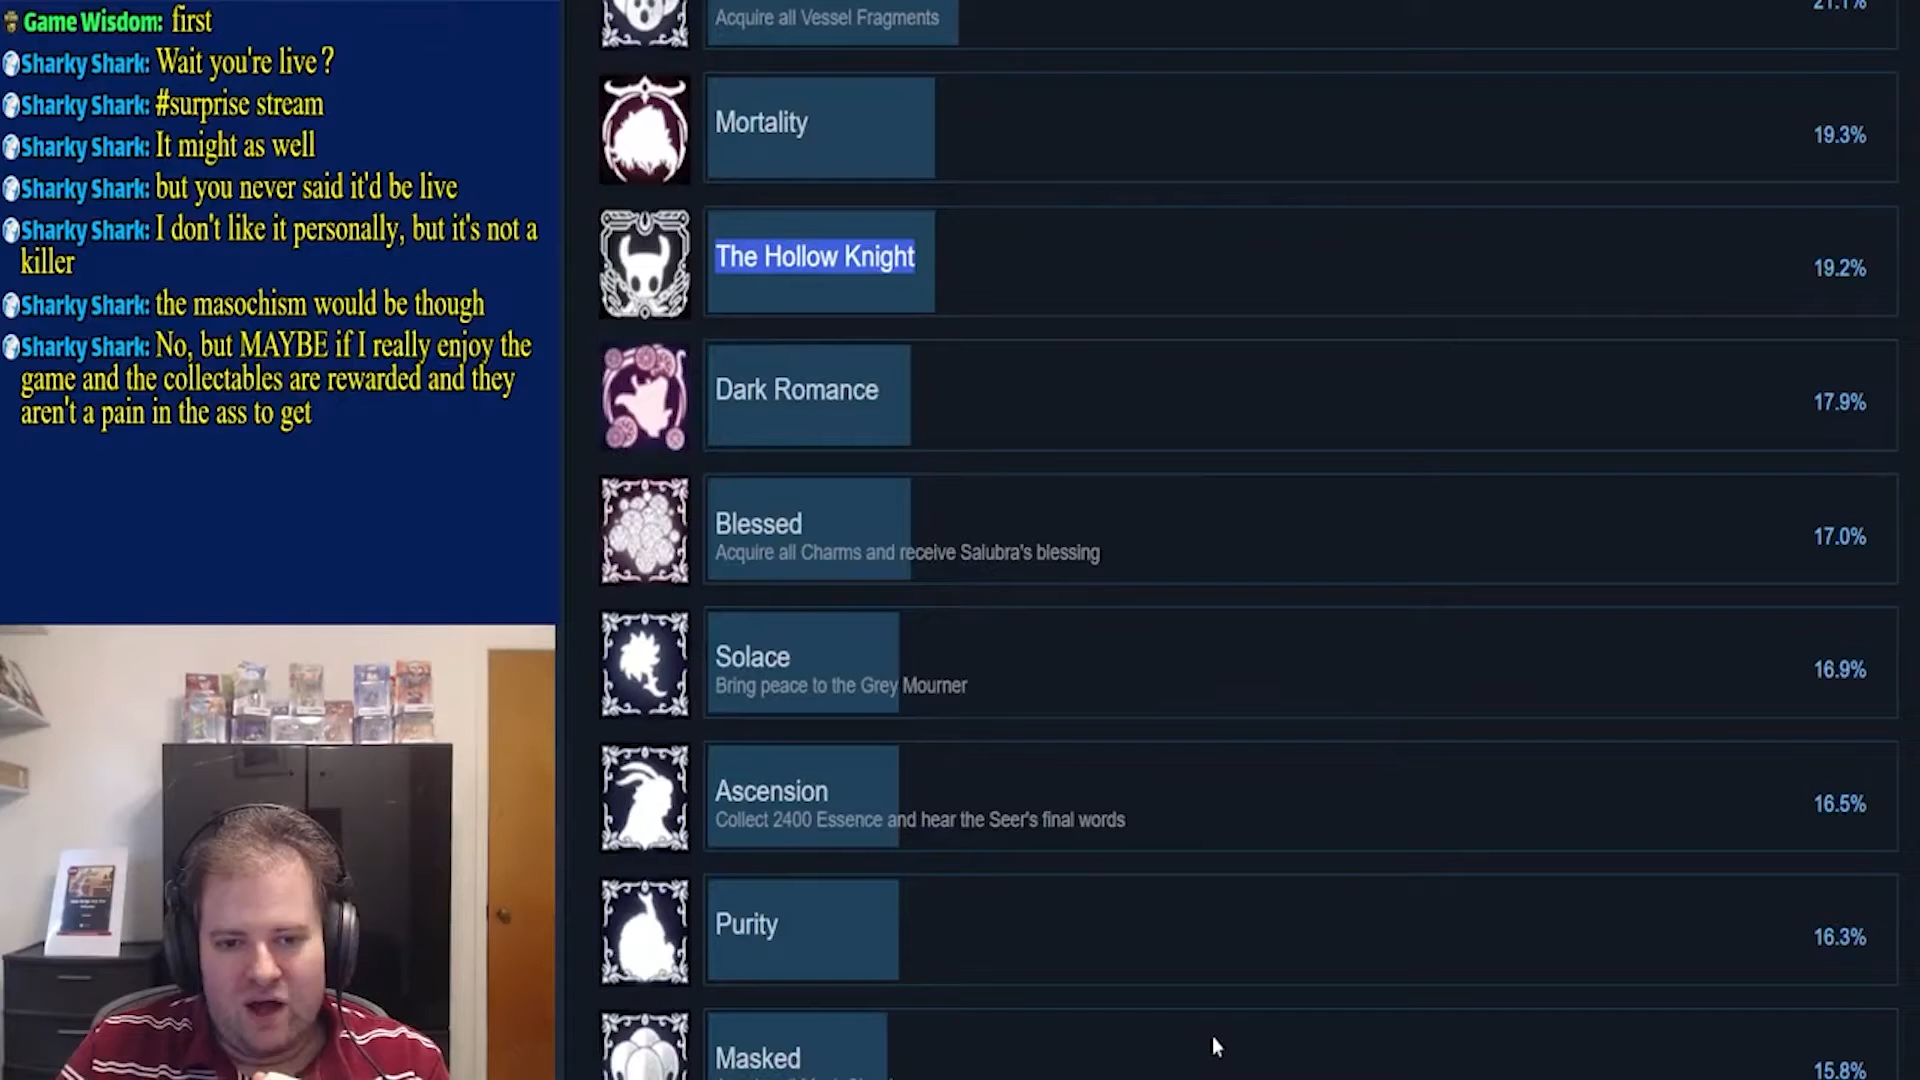 Game Wisdom: first
Sharky Shark: Wait you're live?
Sharky Shark: #surprise stream
Sharky Shark: It might as well
Sharky Shark: but you never said it'd be live
Sharky Shark: I don't like it personally, but it's not a
killer
Sharky Shark: the masochism would be though
Sharky Shark: No, but MAYBE if I really enjoy the
game and the collectables are rewarded and they
aren't a pain in the ass to get
Acquire all Vessel Fragments
21.1%
Mortality
19.3%
The Hollow Knight
19.2%
Dark Romance
17.9%
Blessed
Acquire all Charms and receive Salubra's blessing
17.0%
Solace
Bring peace to the Grey Mourner
16.9%
Ascension
Collect 2400 Essence and hear the Seer's final words
16.5%
Purity
16.3%
Masked
15.8%